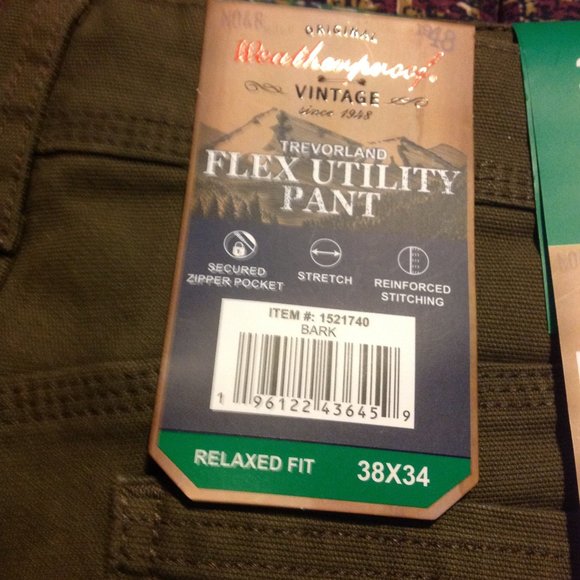 ORIGINAL
Weatherproof.
VINTAGE
since 1948
TREVORLAND
FLEX UTILITY
PANT
SECURED
ZIPPER POCKET
STRETCH
REINFORCED
STITCHING
ITEM #: 1521740
BARK
1 96122 43645 9
RELAXED FIT
38X34